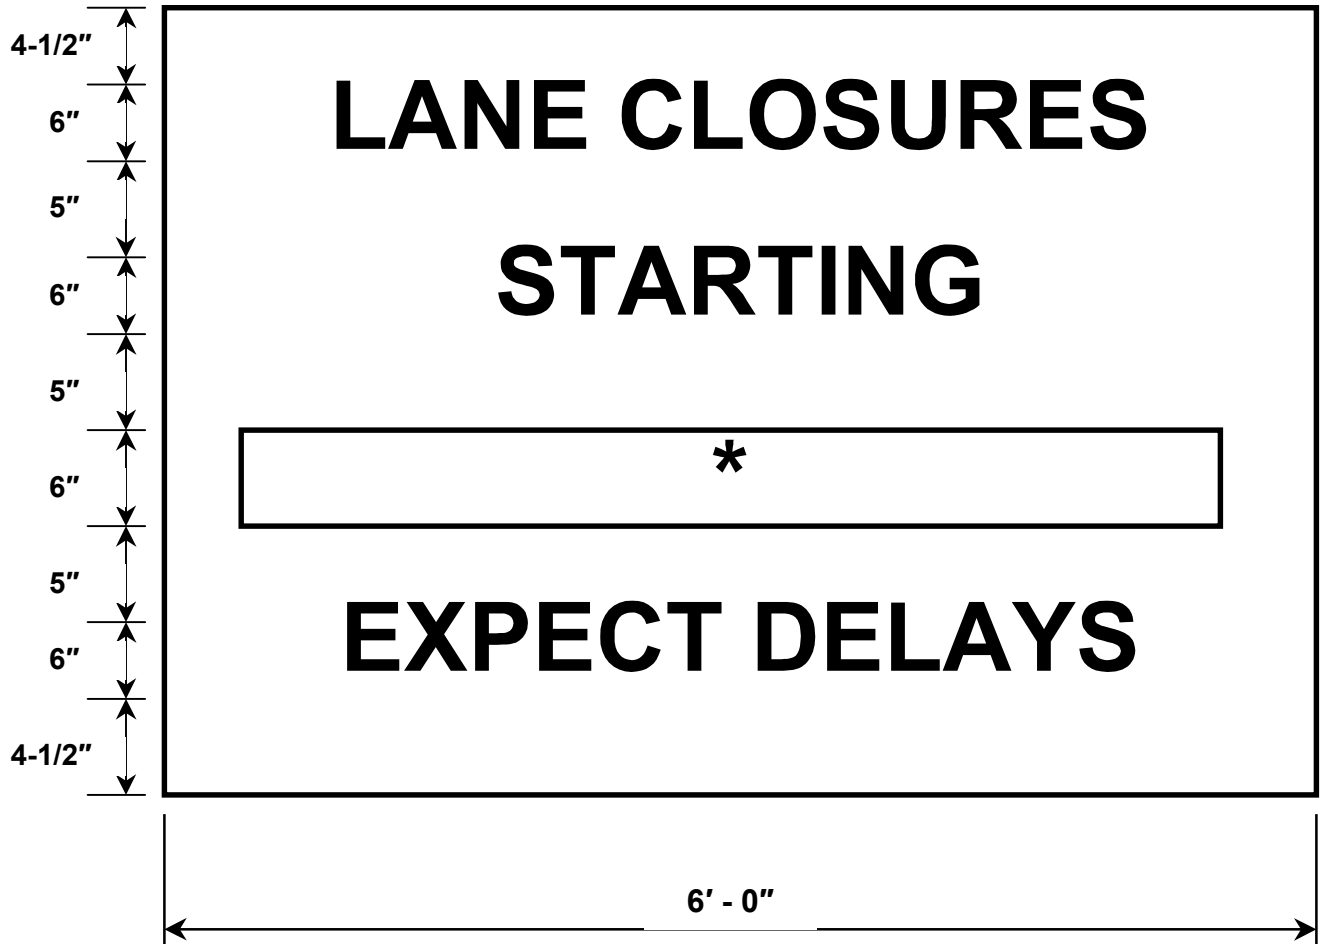 4-1/2″
6″
LANE CLOSURES
5″
6″
STARTING
5″
6″
*
5″
6″
EXPECT DELAYS
4-1/2″
6′ - 0″